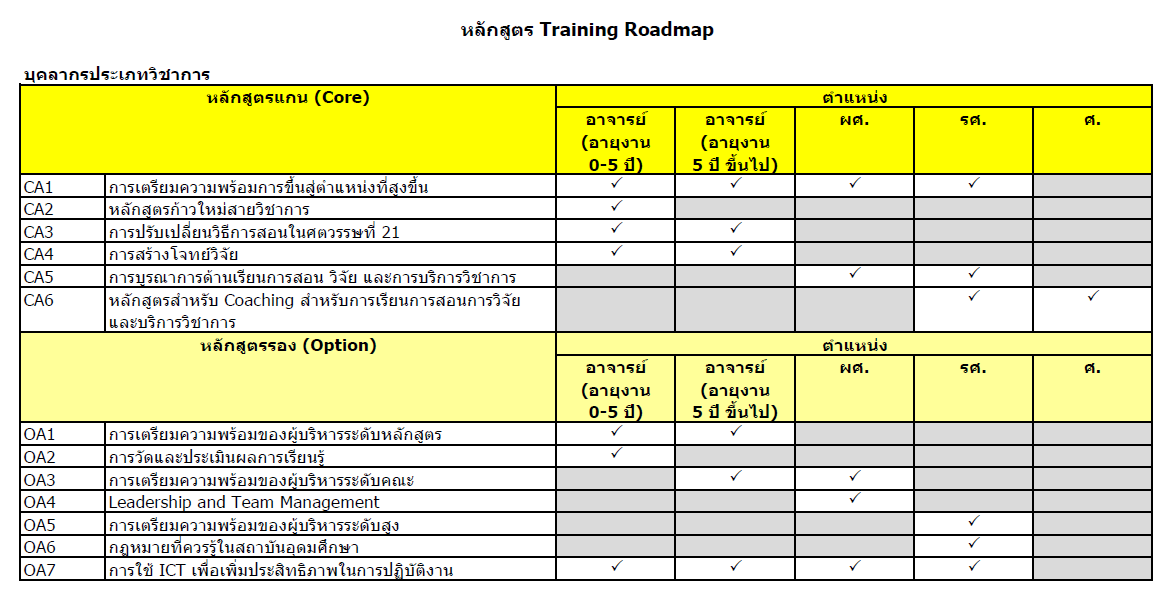 หลักสูตร Training Roadmap
บุคลากรประเภทวิชาการ
หลักสูตรแกน (Core)
ตำแหน่ง
อาจารย์
(อายุงาน
0-5 ปี)
อาจารย์
(อายุงาน
5 ปี ขึ้นไป)
ผศ.
รศ.
ศ.
CA1 การเตรียมความพร้อมการขึ้นสู่ตำแหน่งที่สูงขึ้น ✓ ✓ ✓ ✓
CA2 หลักสูตรก้าวใหม่สายวิชาการ ✓
CA3 การปรับเปลี่ยนวิธีการสอนในศตวรรษที่ 21 ✓ ✓
CA4 การสร้างโจทย์วิจัย ✓ ✓
CA5 การบูรณาการด้านเรียนการสอน วิจัย และการบริการวิชาการ ✓ ✓
CA6 หลักสูตรสำหรับ Coaching สำหรับการเรียนการสอนการวิจัย ✓ ✓
และบริการวิชาการ
หลักสูตรรอง (Option)
ตำแหน่ง
อาจารย์
(อายุงาน
0-5 ปี)
อาจารย์
(อายุงาน
5 ปี ขึ้นไป)
ผศ.
รศ.
ศ.
OA1 การเตรียมความพร้อมของผู้บริหารระดับหลักสูตร ✓ ✓
OA2 การวัดและประเมินผลการเรียนรู้ ✓
OA3 การเตรียมความพร้อมของผู้บริหารระดับคณะ ✓ ✓
OA4 Leadership and Team Management ✓
OA5 การเตรียมความพร้อมของผู้บริหารระดับสูง ✓
OA6 กฎหมายที่ควรรู้ในสถาบันอุดมศึกษา ✓
OA7 การใช้ ICT เพื่อเพิ่มประสิทธิภาพในการปฏิบัติงาน ✓ ✓ ✓ ✓